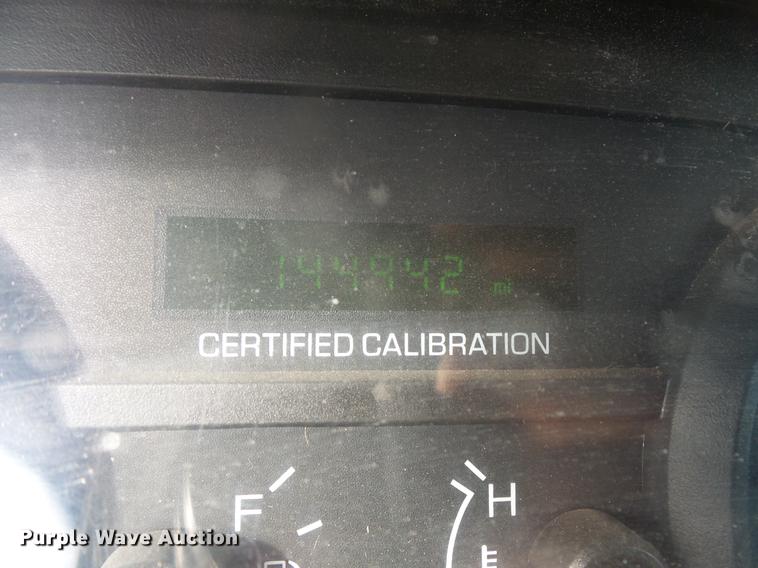 144942 mi
CERTIFIED CALIBRATION
F H
Purple Wave Auction